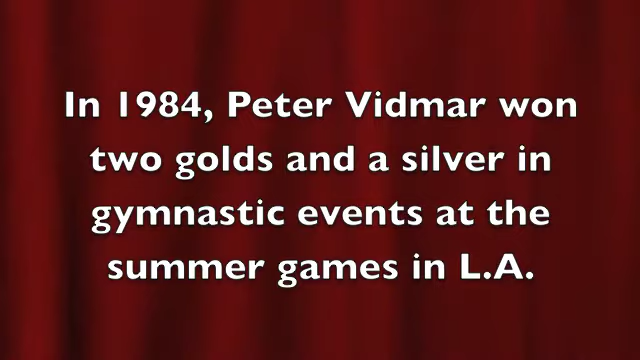 In 1984, Peter Vidmar won
two golds and a silver in
gymnastic events at the
summer games in L.A.